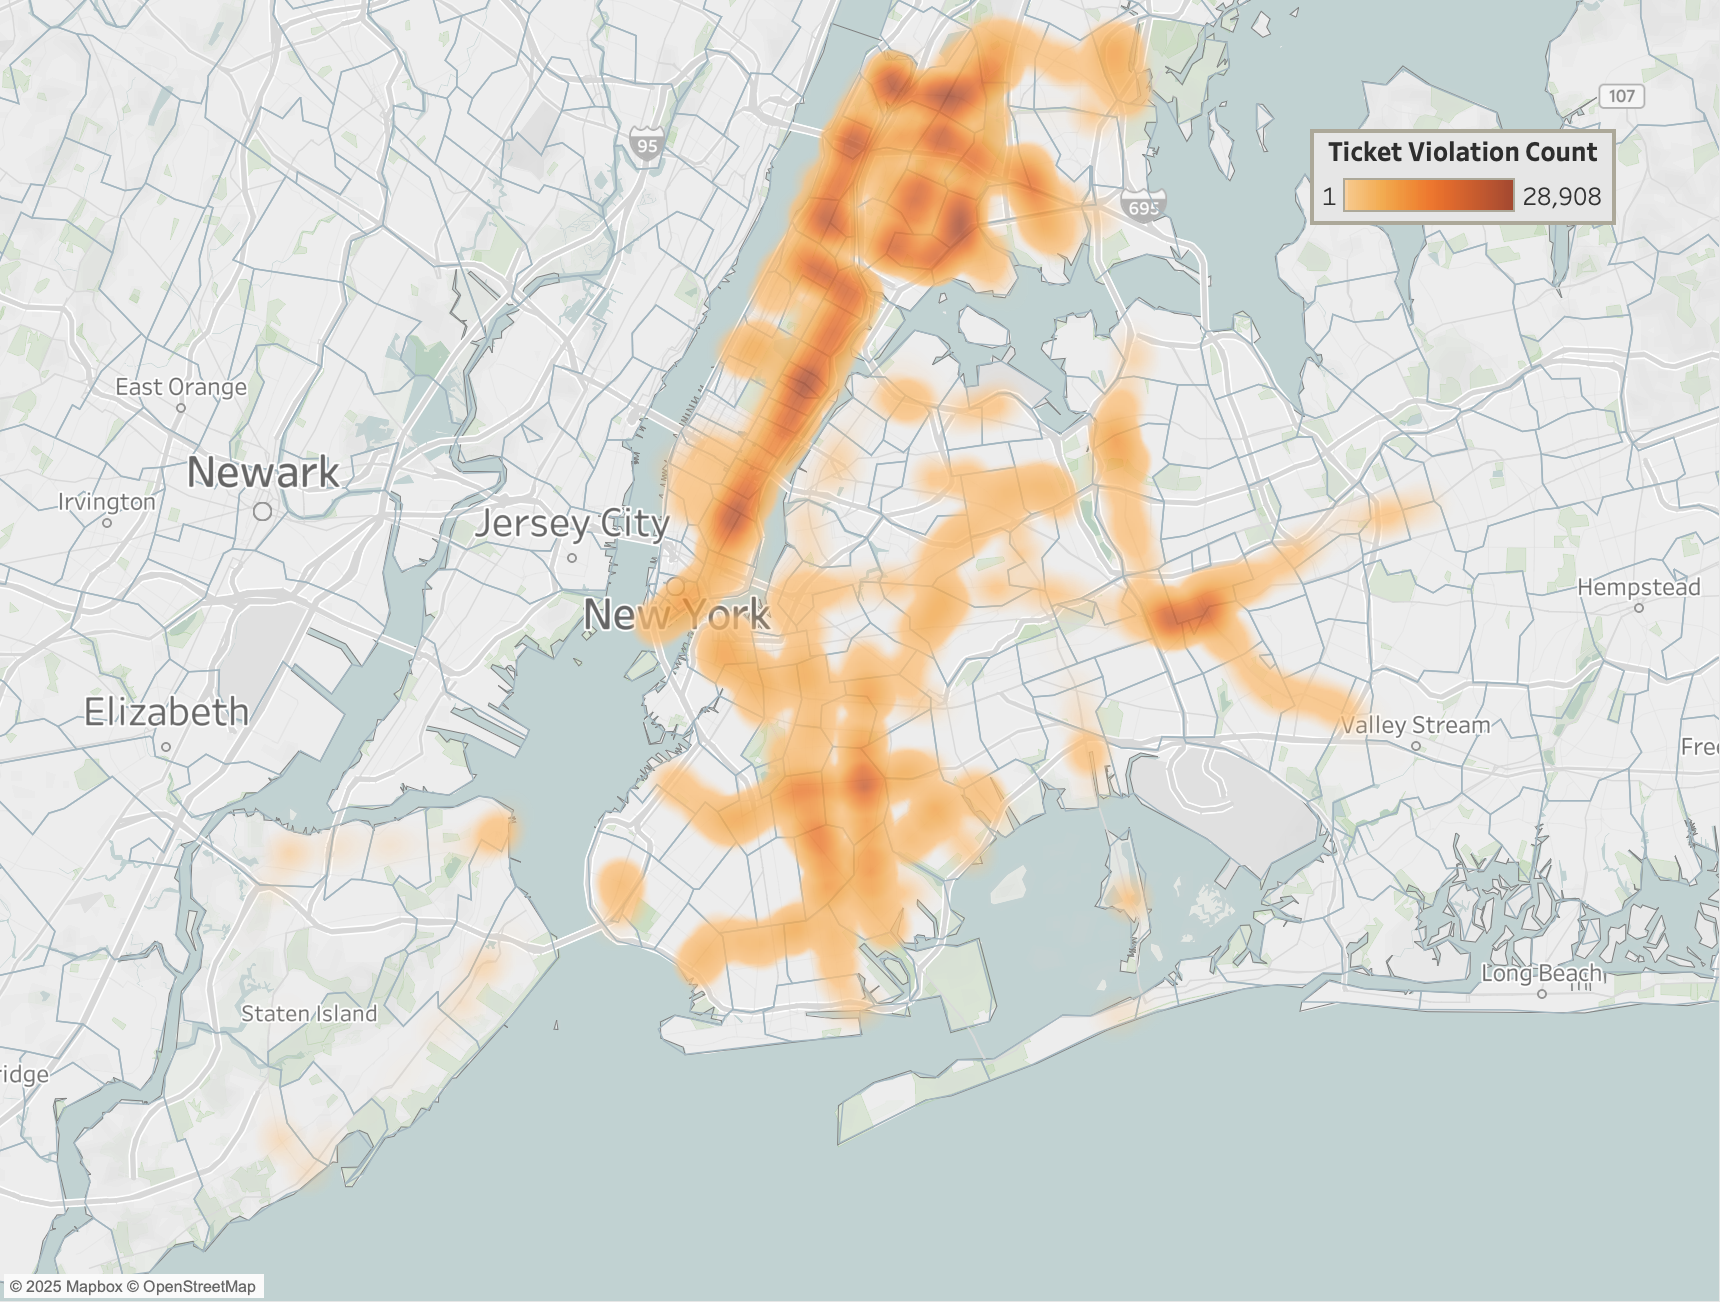 107
95
Ticket Violation Count
1 28,908
695
East Orange
Newark
Irvington
Jersey City
Hempstead
New York
Elizabeth
Valley Stream
Long Beach
Staten Island
ridge
© 2025 Mapbox © OpenStreetMap